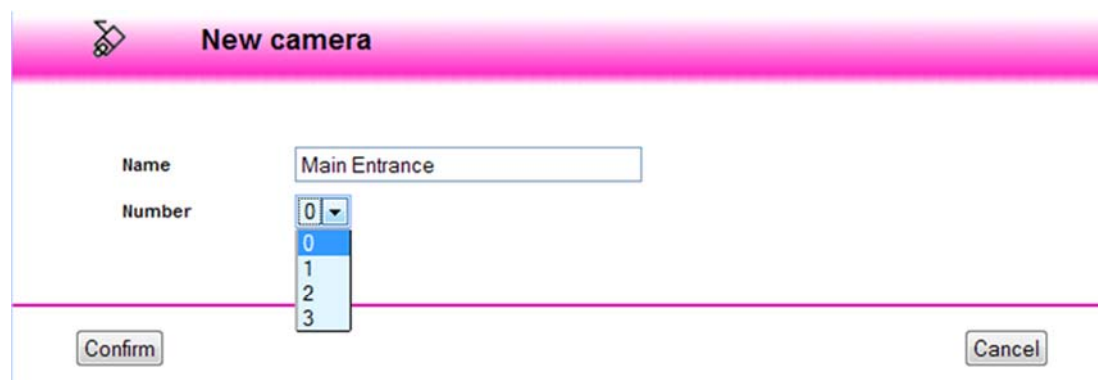 New camera
Name Main Entrance
Number 0
0
1
2
3
Confirm Cancel